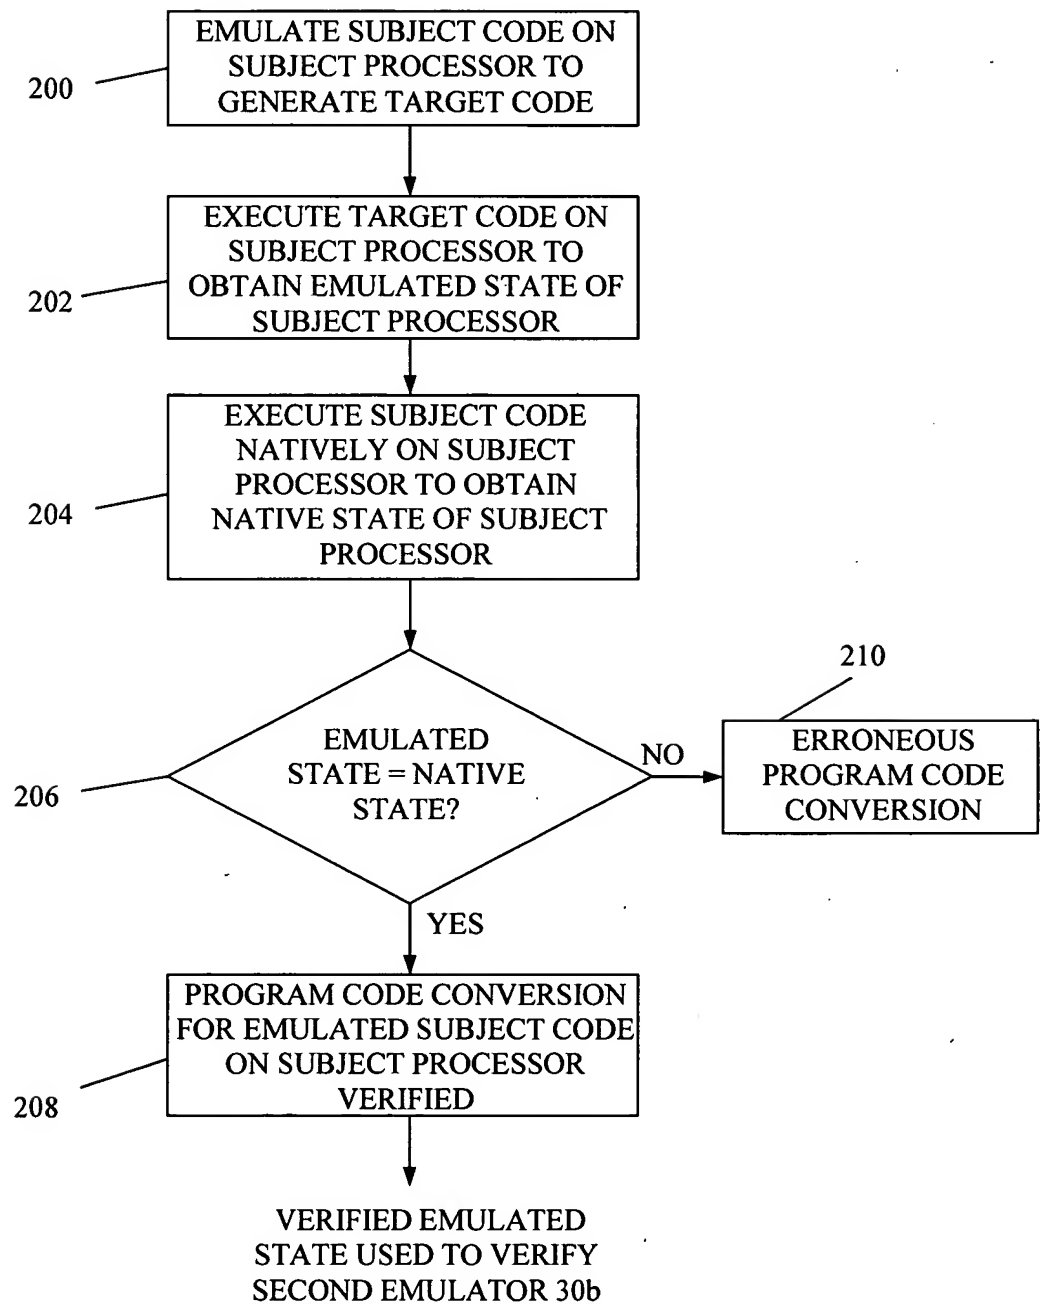 EMULATE SUBJECT CODE ON
SUBJECT PROCESSOR TO
GENERATE TARGET CODE
200
EXECUTE TARGET CODE ON
SUBJECT PROCESSOR TO
OBTAIN EMULATED STATE OF
SUBJECT PROCESSOR
202
EXECUTE SUBJECT CODE
NATIVELY ON SUBJECT
PROCESSOR TO OBTAIN
NATIVE STATE OF SUBJECT
PROCESSOR
204
EMULATED
STATE = NATIVE
STATE?
206
NO
210
ERRONEOUS
PROGRAM CODE
CONVERSION
YES
PROGRAM CODE CONVERSION
FOR EMULATED SUBJECT CODE
ON SUBJECT PROCESSOR
VERIFIED
208
VERIFIED EMULATED
STATE USED TO VERIFY
SECOND EMULATOR 30b